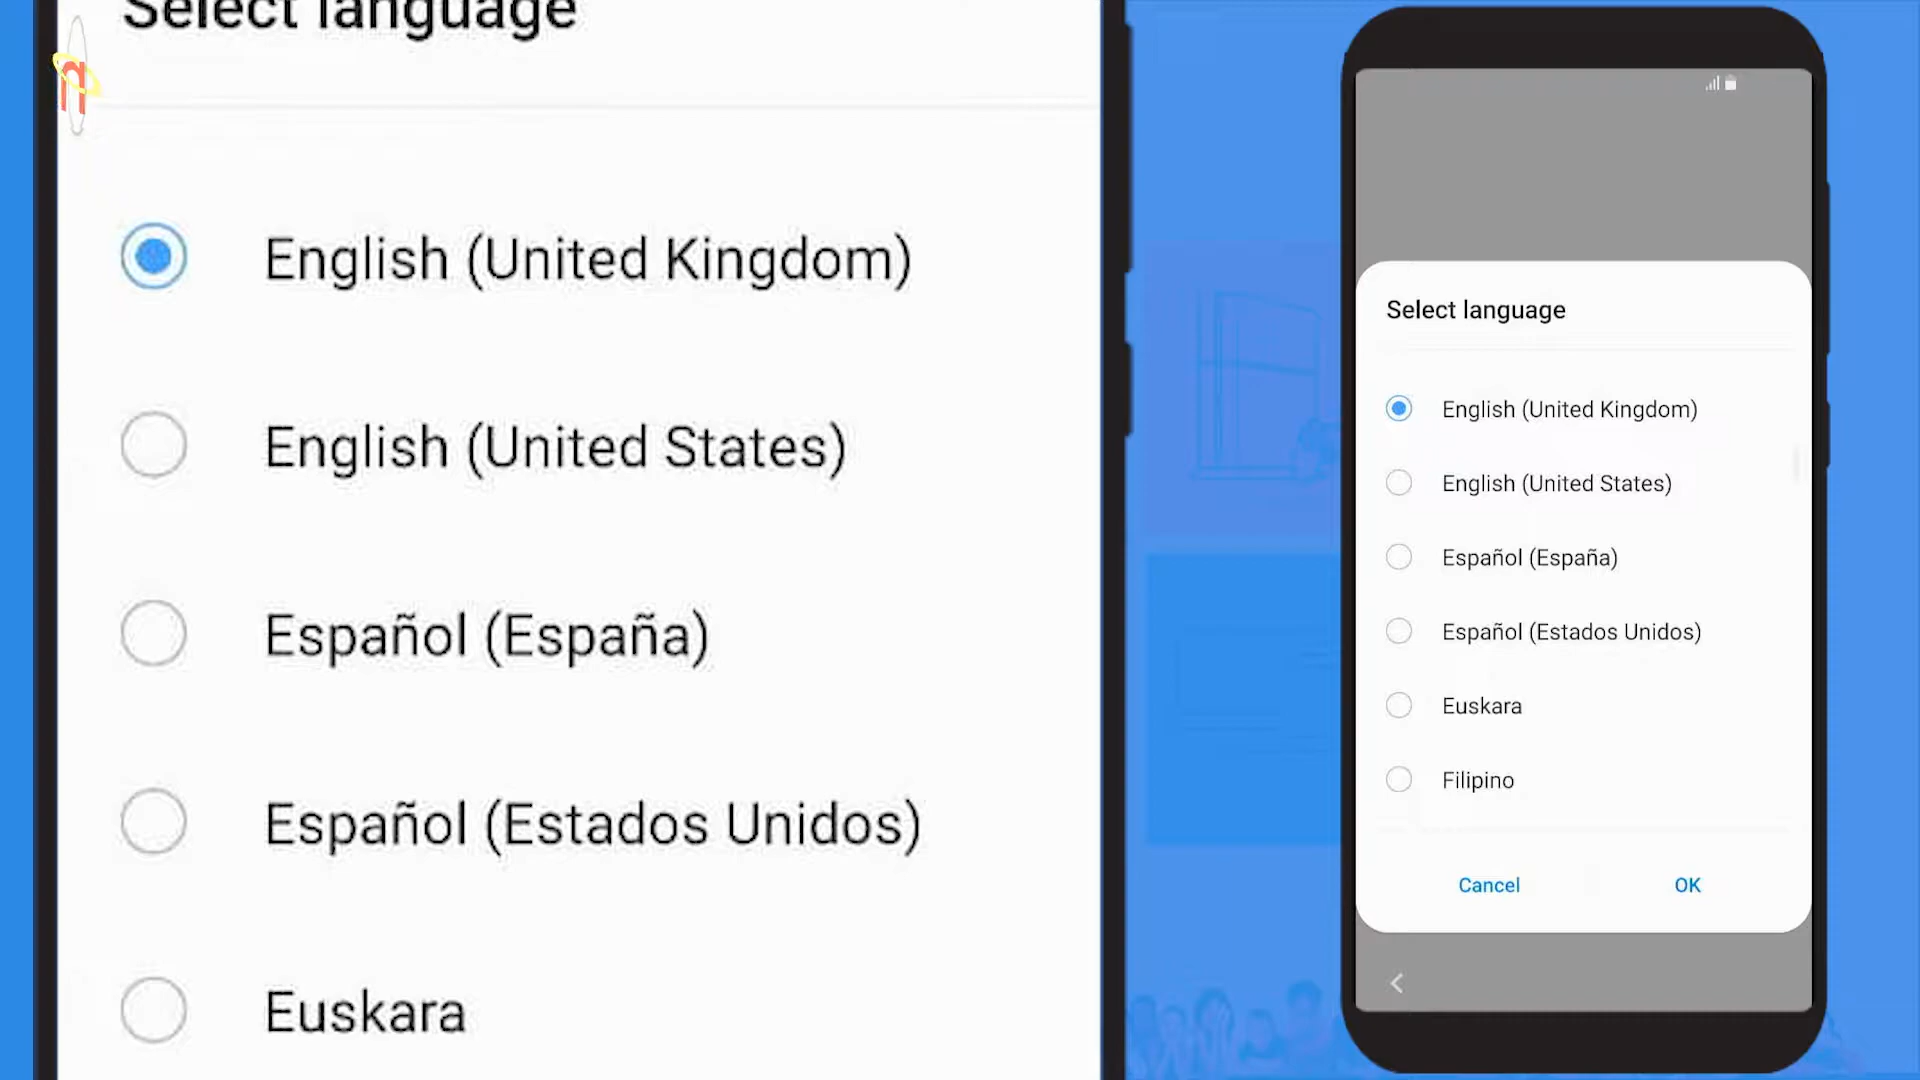 Select language
English (United Kingdom)
English (United States)
Español (España)
Español (Estados Unidos)
Euskara
Select language
English (United Kingdom)
English (United States)
Español (España)
Español (Estados Unidos)
Euskara
Filipino
Cancel
OK